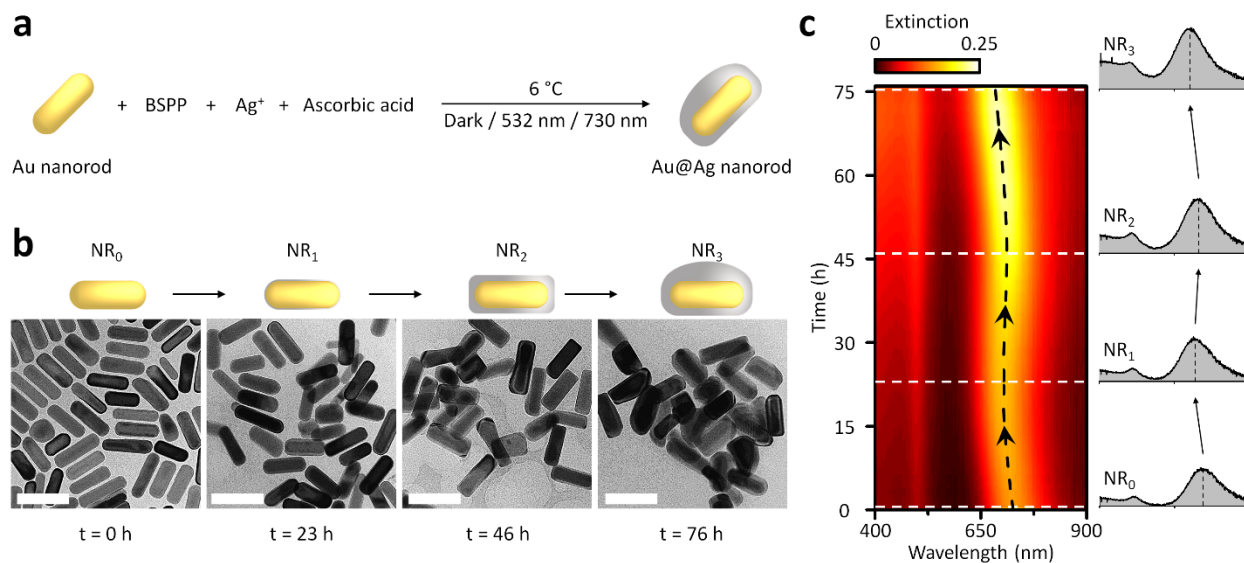 a
Au nanorod
+ BSPP + Ag⁺ + Ascorbic acid
6 °C
Dark / 532 nm / 730 nm
Au@Ag nanorod
b
NR₀ NR₁ NR₂ NR₃
t = 0 h t = 23 h t = 46 h t = 76 h
c
Extinction
0 0.25
75
60
45
30
15
0
Time (h)
400 650 900
Wavelength (nm)
NR₃
NR₂
NR₁
NR₀